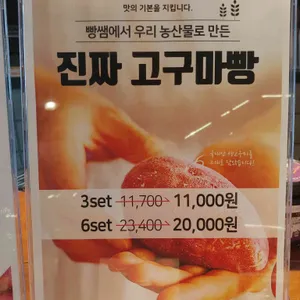 맛의 기본을 지킵니다.
빵쌤에서 우리 농산물로 만든
진짜 고구마빵
3set 11,700 11,000원
6set 23,400 20,000원